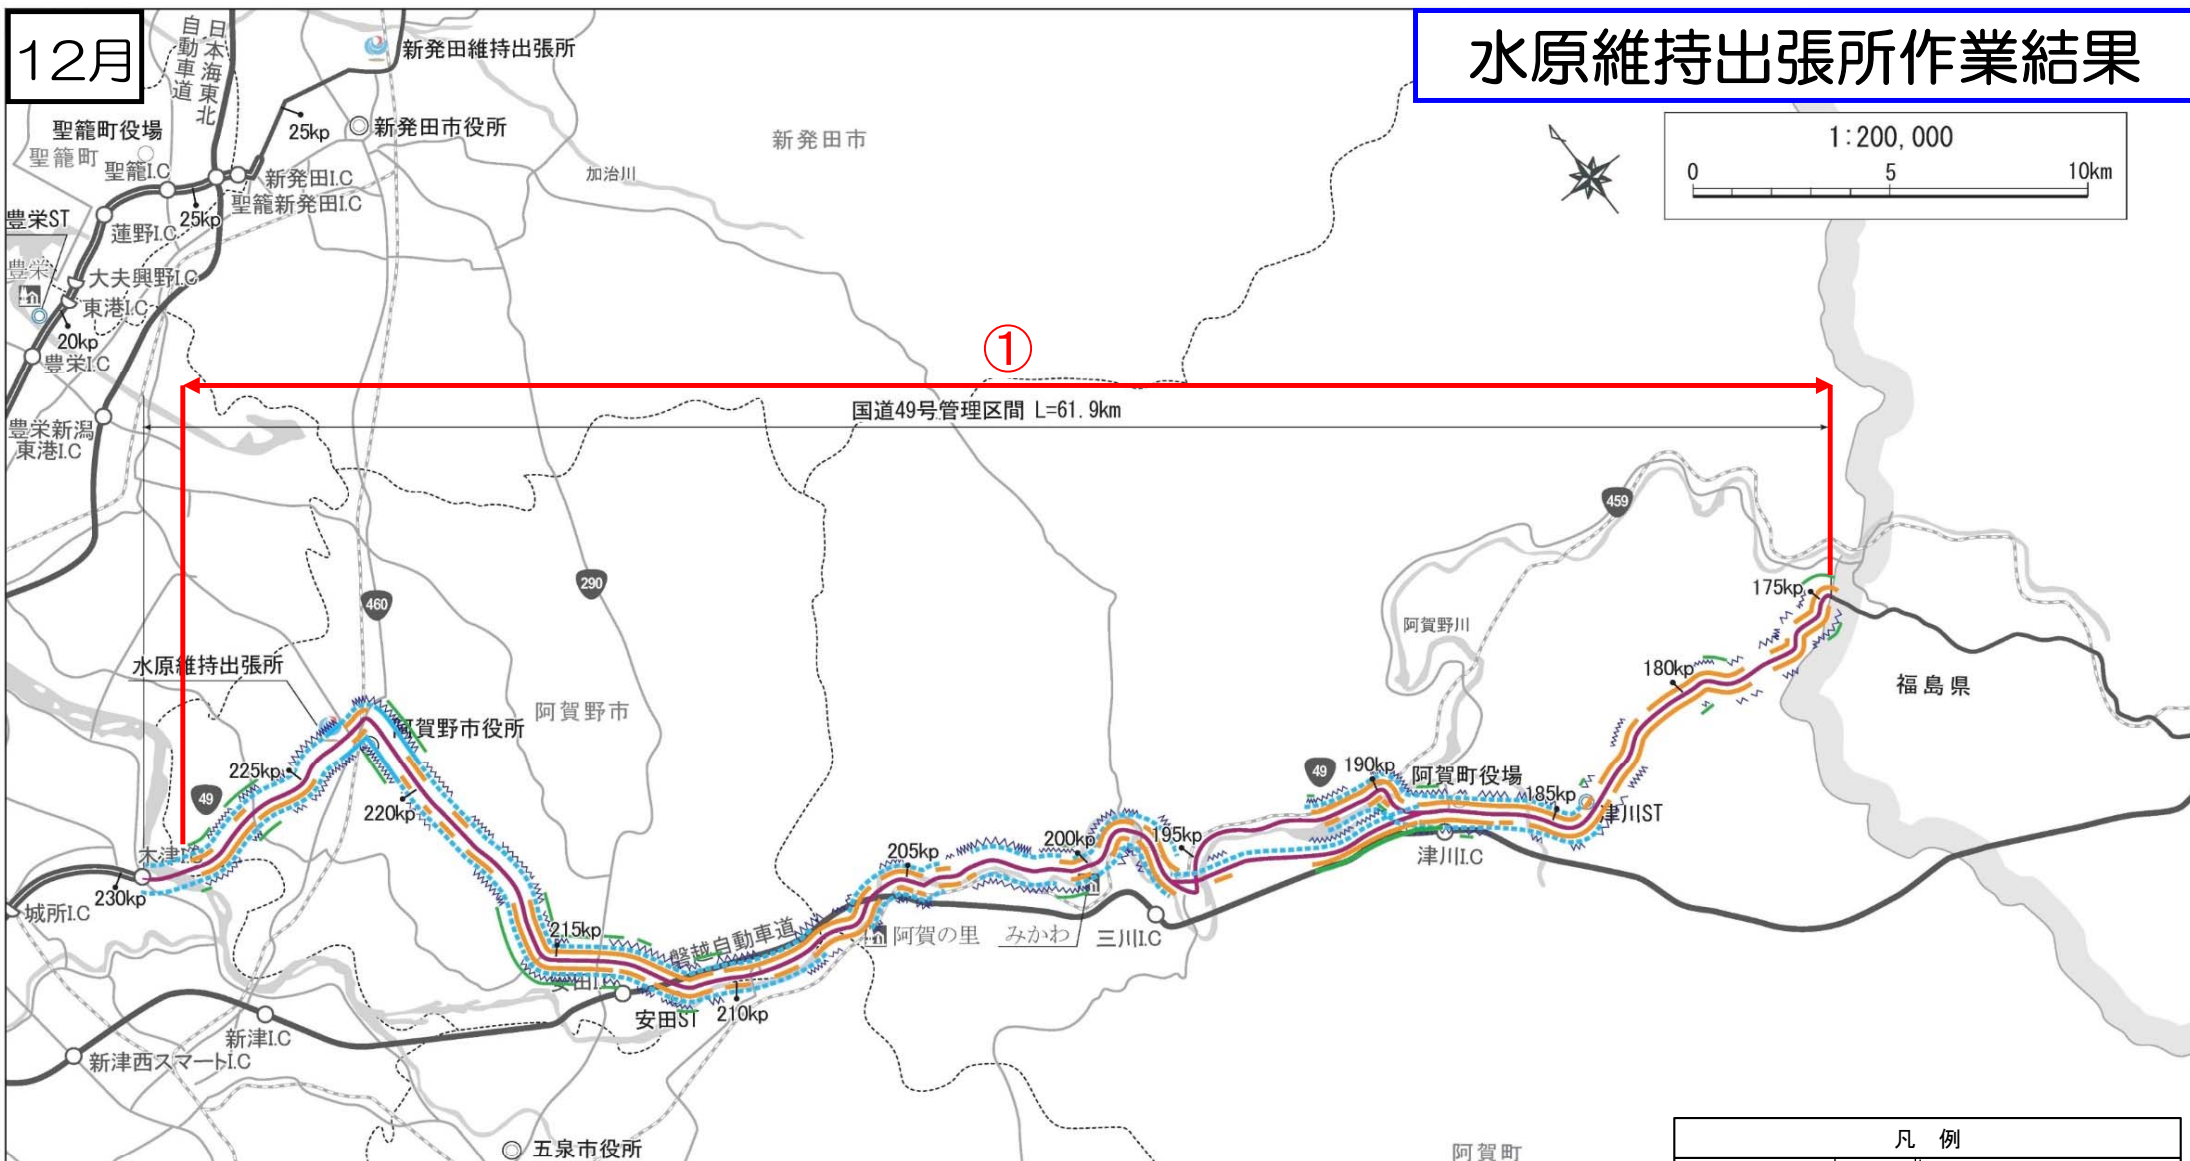 12月
水原維持出張所作業結果
日本海東北
自動車道
新発田維持出張所
1:200,000
0 5 10km
25kp
新発田市役所
新発田市
聖籠町役場
聖籠町
聖籠I.C
新発田I.C
加治川
25kp
聖籠新発田I.C
豊栄ST
蓮野I.C
豊栄
大夫興野I.C
東港I.C
20kp
豊栄I.C
①
国道49号管理区間 L=61.9km
豊栄新潟
東港I.C
459
290
460
175kp
阿賀野川
水原維持出張所
180kp
福島県
阿賀野市
阿賀野市役所
225kp
49
190kp
阿賀町役場
49
185kp
220kp
津川ST
200kp
195kp
205kp
木津I.C
津川I.C
230kp
城所I.C
215kp
磐越自動車道
阿賀の里
みかわ
三川I.C
安田I.C
安田ST
210kp
新津I.C
新津西スマートI.C
五泉市役所
阿賀町
凡 例